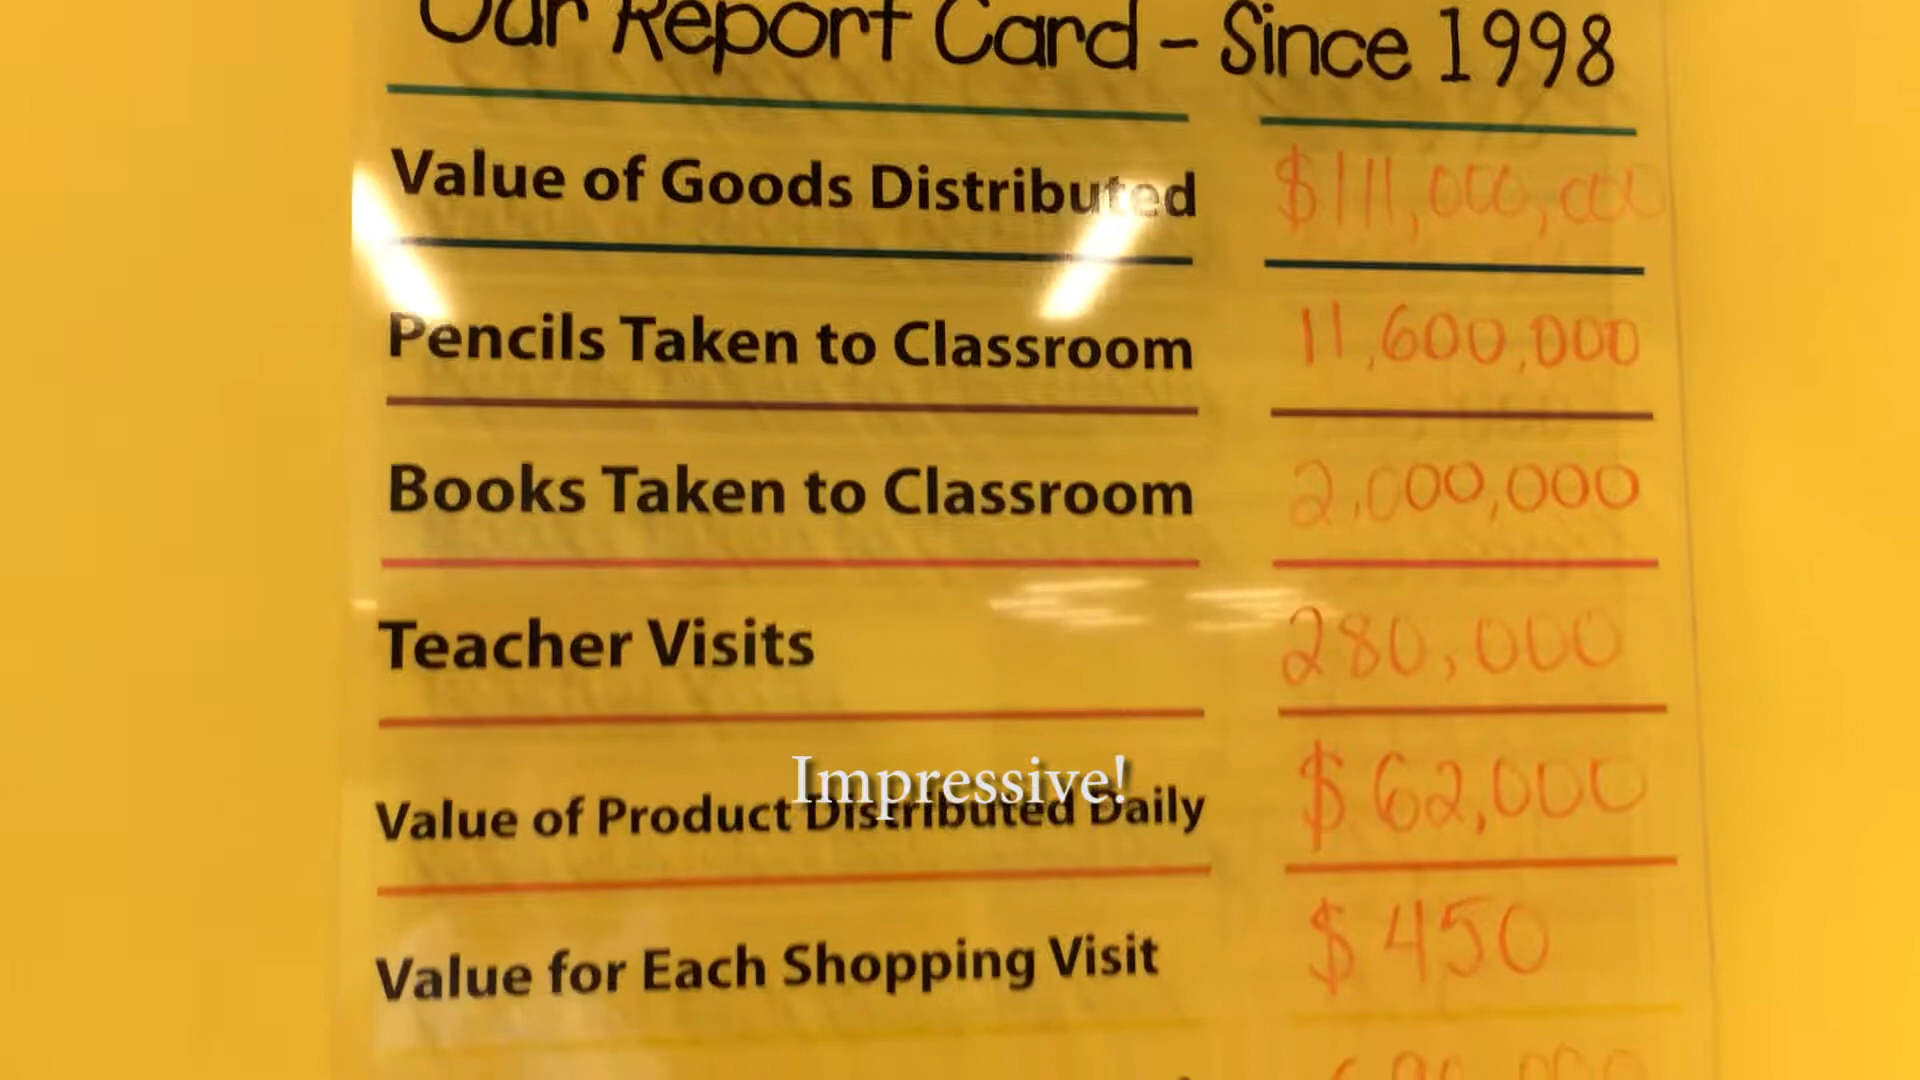 Our Report Card - Since 1998
Value of Goods Distributed $111,000,000
Pencils Taken to Classroom 11,600,000
Books Taken to Classroom 2,000,000
Teacher Visits 280,000
Impressive!
Value of Product Distributed Daily $62,000
Value for Each Shopping Visit $450